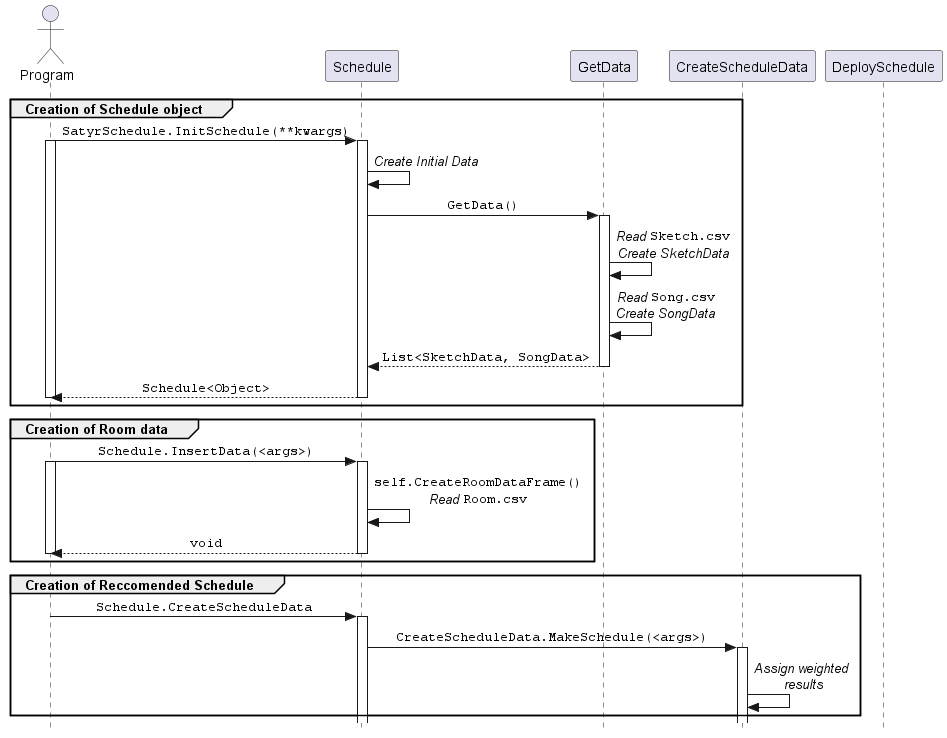 Program
Schedule
GetData
CreateScheduleData
DeploySchedule
Creation of Schedule object
SatyrSchedule.InitSchedule(**kwargs)
Create Initial Data
GetData()
Read Sketch.csv
Create SketchData
Read Song.csv
Create SongData
List<SketchData, SongData>
Schedule<Object>
Creation of Room data
Schedule.InsertData(<args>)
self.CreateRoomDataFrame()
Read Room.csv
void
Creation of Reccomended Schedule
Schedule.CreateScheduleData
CreateScheduleData.MakeSchedule(<args>)
Assign weighted
results